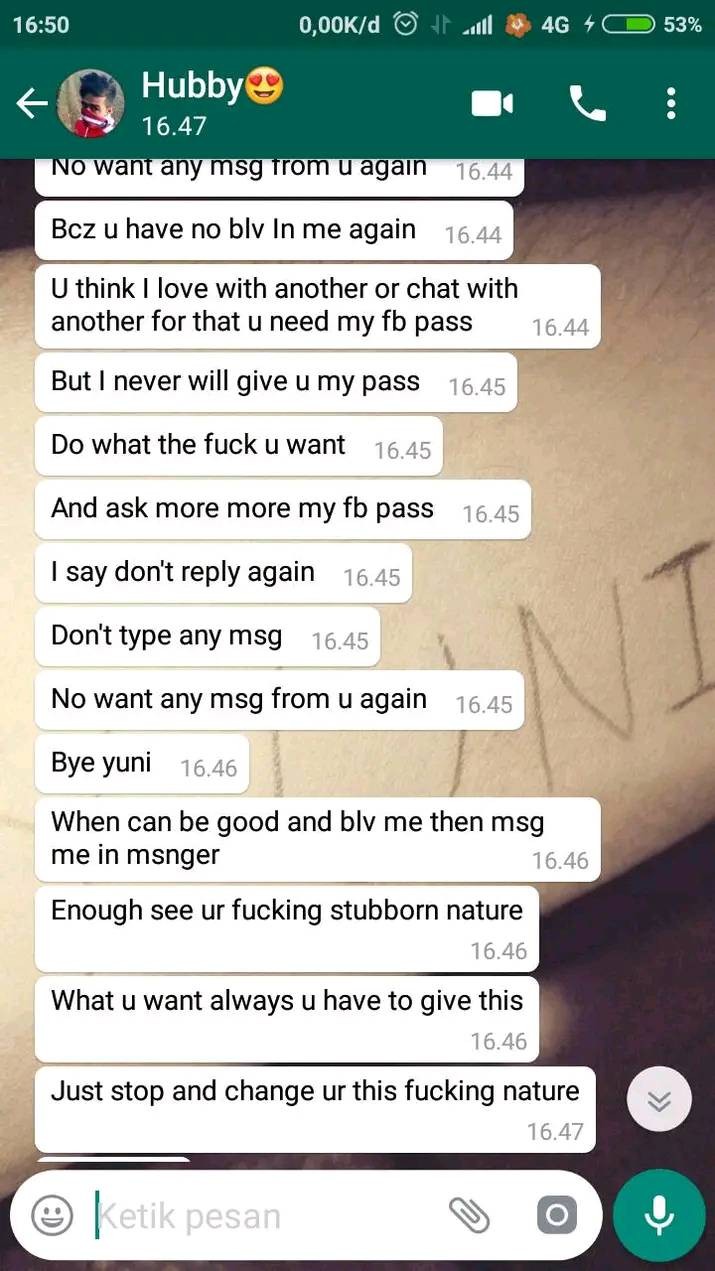 16:50 0,00K/d 4G 53%
Hubby😍
16.47
No want any msg from u again 16.44
Bcz u have no blv In me again 16.44
U think I love with another or chat with
another for that u need my fb pass 16.44
But I never will give u my pass 16.45
Do what the fuck u want 16.45
And ask more more my fb pass 16.45
I say don't reply again 16.45
Don't type any msg 16.45
No want any msg from u again 16.45
Bye yuni 16.46
When can be good and blv me then msg
me in msnger 16.46
Enough see ur fucking stubborn nature
16.46
What u want always u have to give this
16.46
Just stop and change ur this fucking nature
16.47
Ketik pesan